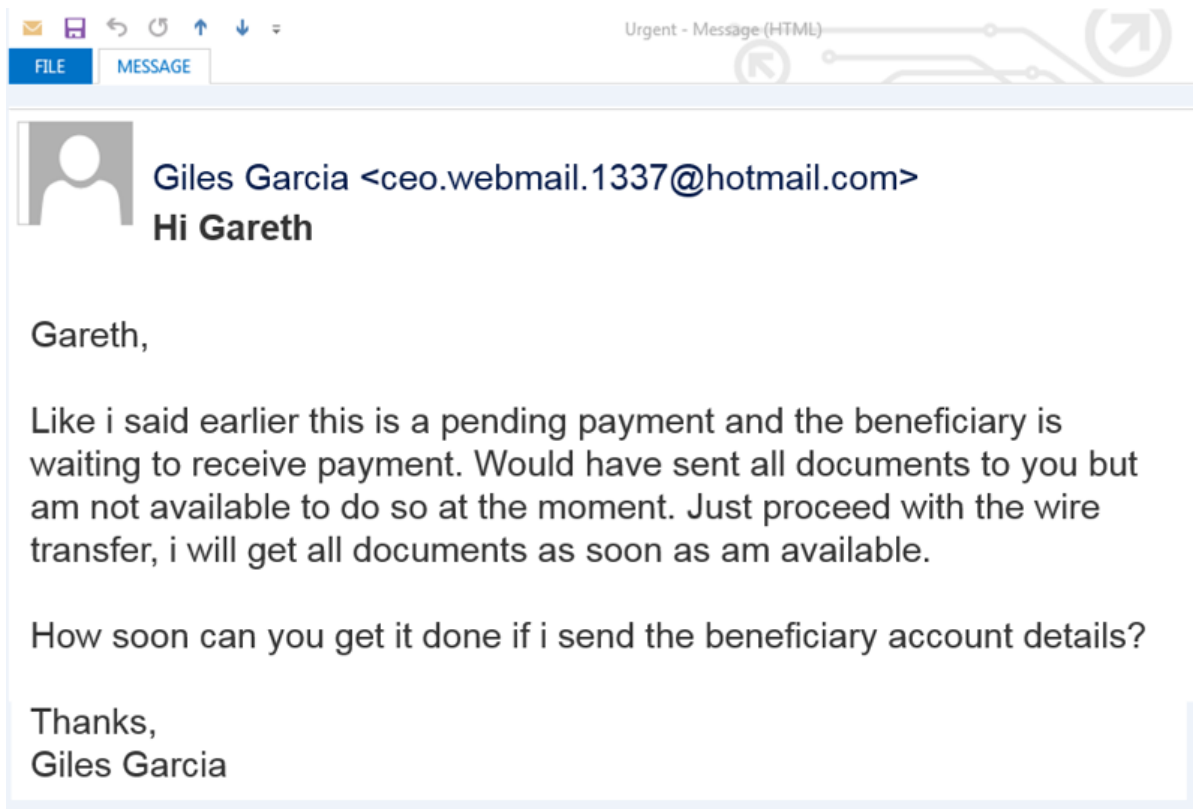 Urgent - Message (HTML)
FILE MESSAGE
Giles Garcia <ceo.webmail.1337@hotmail.com>
Hi Gareth
Gareth,
Like i said earlier this is a pending payment and the beneficiary is
waiting to receive payment. Would have sent all documents to you but
am not available to do so at the moment. Just proceed with the wire
transfer, i will get all documents as soon as am available.
How soon can you get it done if i send the beneficiary account details?
Thanks,
Giles Garcia